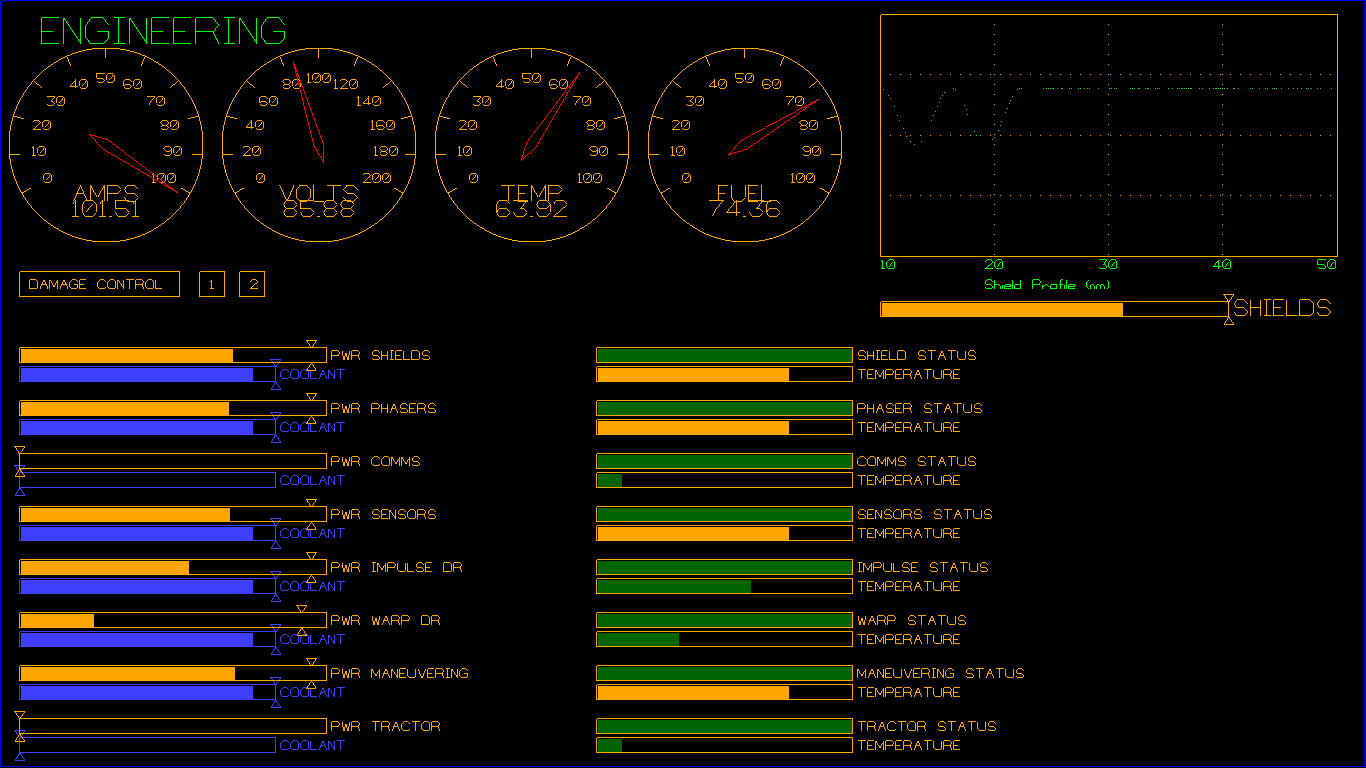 ENGINEERING
0 10 20 30 40 50 60 70 80 90 100
AMPS
101.51
0 20 40 60 80 100 120 140 160 180 200
VOLTS
85.88
0 10 20 30 40 50 60 70 80 90 100
TEMP
63.92
0 10 20 30 40 50 60 70 80 90 100
FUEL
74.36
10 20 30 40 50
Shield Profile (nm)
SHIELDS
DAMAGE CONTROL 1 2
PWR SHIELDS SHIELD STATUS
COOLANT TEMPERATURE
PWR PHASERS PHASER STATUS
COOLANT TEMPERATURE
PWR COMMS COMMS STATUS
COOLANT TEMPERATURE
PWR SENSORS SENSORS STATUS
COOLANT TEMPERATURE
PWR IMPULSE DR IMPULSE STATUS
COOLANT TEMPERATURE
PWR WARP DR WARP STATUS
COOLANT TEMPERATURE
PWR MANEUVERING MANEUVERING STATUS
COOLANT TEMPERATURE
PWR TRACTOR TRACTOR STATUS
COOLANT TEMPERATURE